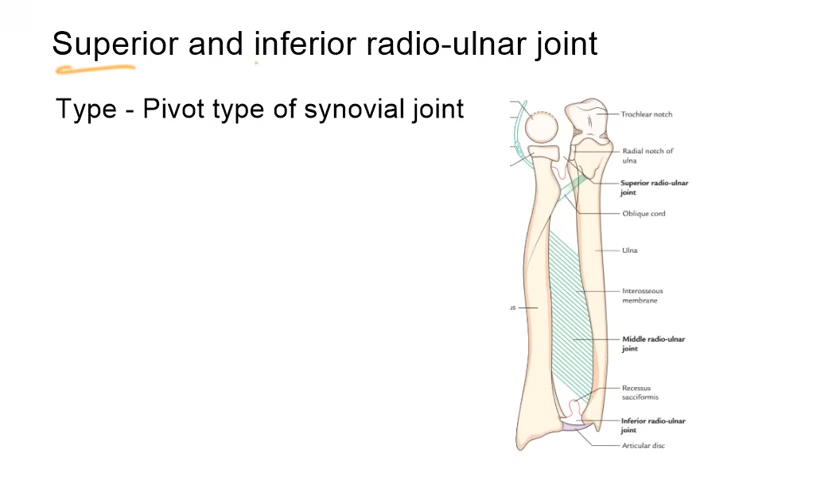 Superior and inferior radio-ulnar joint
Type - Pivot type of synovial joint
Trochlear notch
Radial notch of
ulna
Superior radio-ulnar
joint
Oblique cord
Ulna
Interosseous
membrane
us
Middle radio-ulnar
joint
Recessus
sacciformis
Inferior radio-ulnar
joint
Articular disc